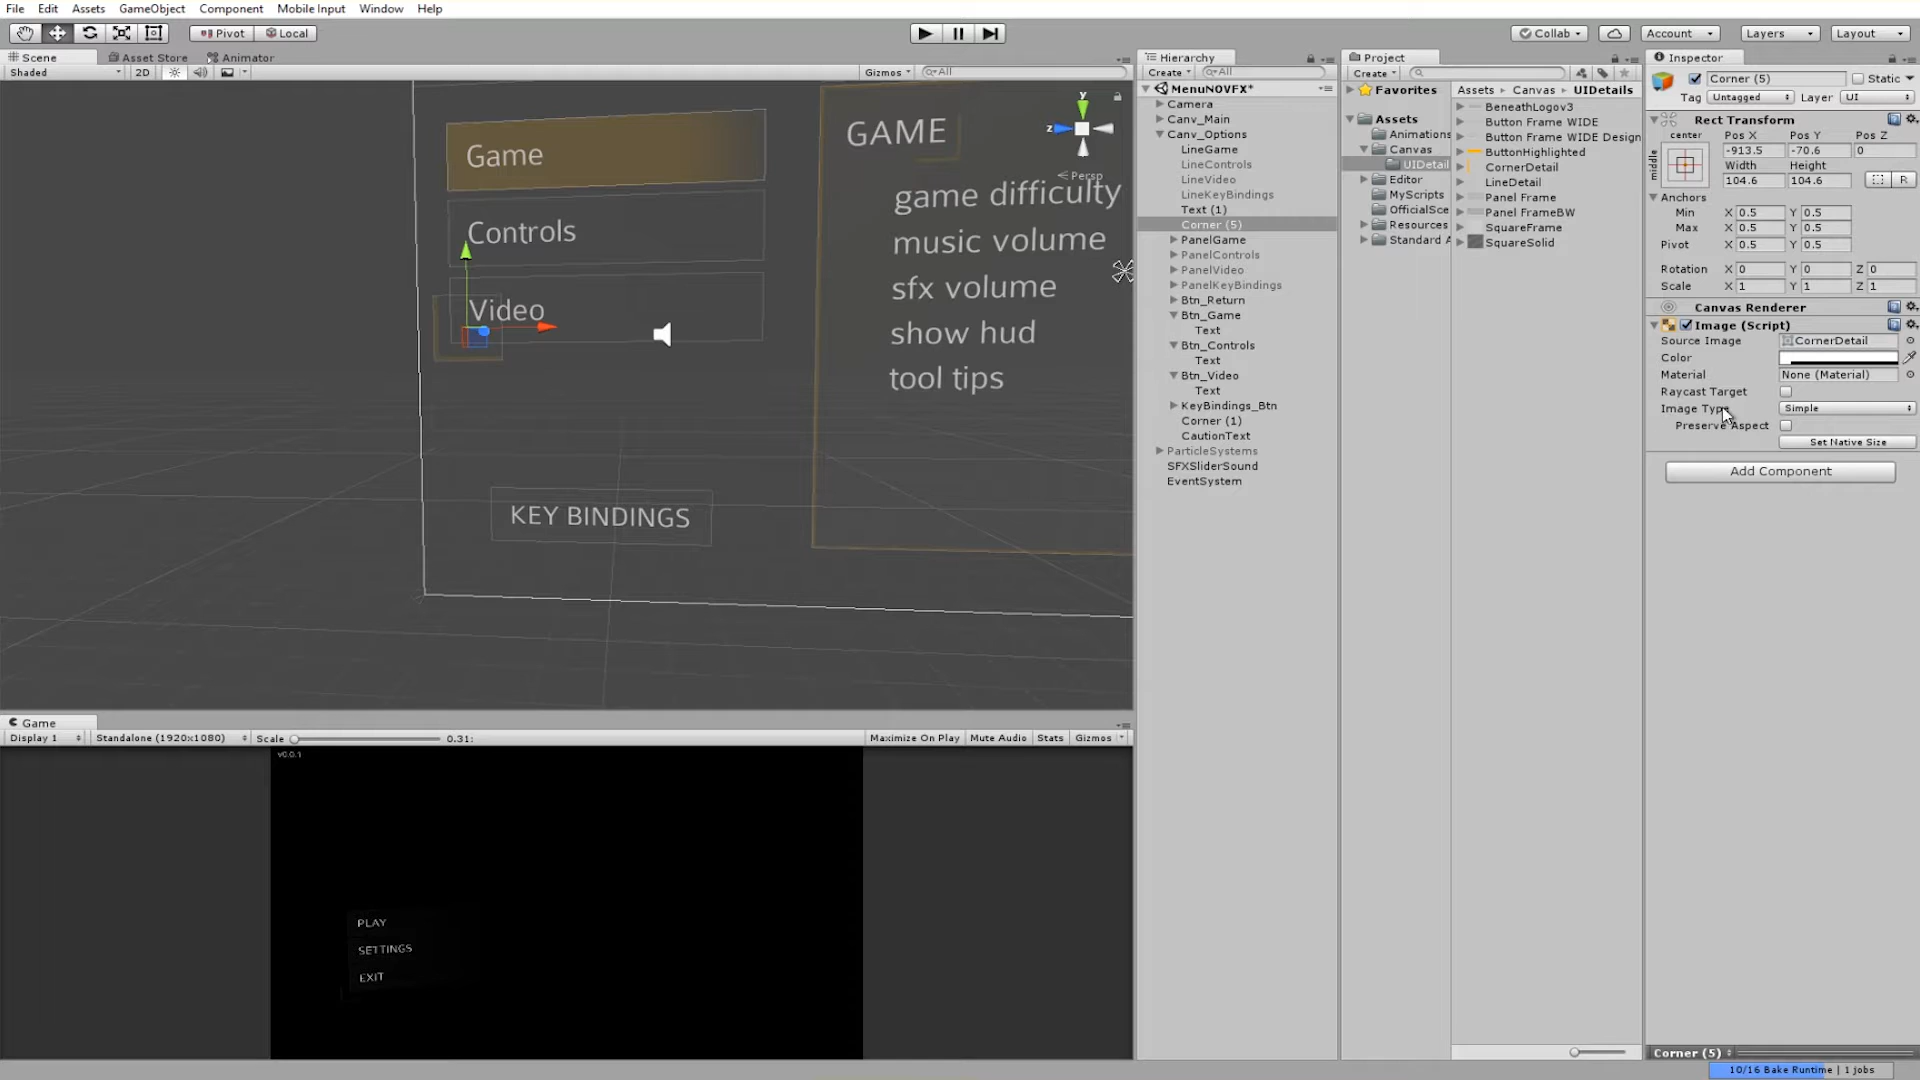 File Edit Assets GameObject Component Mobile Input Window Help
Pivot Local Collab Account Layers Layout
Scene Asset Store Animator
Shaded 2D Gizmos All
Game
Controls
Video
KEY BINDINGS
GAME
game difficulty
music volume
sfx volume
show hud
tool tips
y
z
Persp
Game
Display 1 Standalone (1920x1080) Scale 0.31: Maximize On Play Mute Audio Stats Gizmos
v0.0.1
PLAY
SETTINGS
EXIT
Hierarchy
Create All
MenuNOVFX*
Camera
Canv_Main
Canv_Options
LineGame
LineControls
LineVideo
LineKeyBindings
Text (1)
Corner (5)
PanelGame
PanelControls
PanelVideo
PanelKeyBindings
Btn_Return
Btn_Game
Text
Btn_Controls
Text
Btn_Video
Text
KeyBindings_Btn
Corner (1)
CautionText
ParticleSystems
SFXSliderSound
EventSystem
Project
Create
Favorites
Assets
Animations
Canvas
UIDetail
Editor
MyScripts
OfficialSce
Resources
Standard A
Assets Canvas UIDetails
BeneathLogov3
Button Frame WIDE
Button Frame WIDE Design
ButtonHighlighted
CornerDetail
LineDetail
Panel Frame
Panel FrameBW
SquareFrame
SquareSolid
Inspector
Corner (5) Static
Tag Untagged Layer UI
Rect Transform
center Pos X Pos Y Pos Z
middle -913.5 -70.6 0
Width Height
104.6 104.6 R
Anchors
Min X 0.5 Y 0.5
Max X 0.5 Y 0.5
Pivot X 0.5 Y 0.5
Rotation X 0 Y 0 Z 0
Scale X 1 Y 1 Z 1
Canvas Renderer
Image (Script)
Source Image CornerDetail
Color
Material None (Material)
Raycast Target
Image Type Simple
Preserve Aspect
Set Native Size
Add Component
Corner (5)
10/16 Bake Runtime | 1 jobs